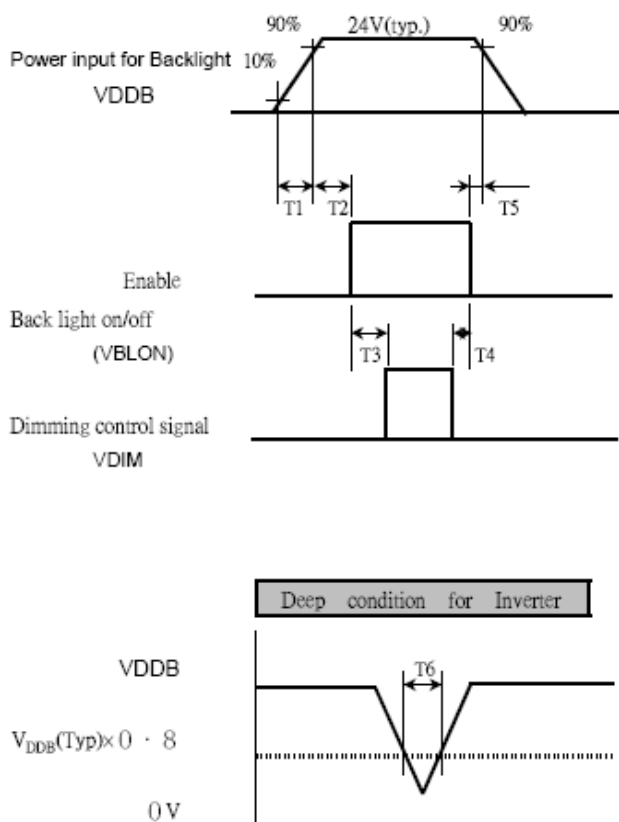 90% 24V(typ.) 90%
Power input for Backlight 10%
VDDB
T1 T2 T5
Enable
Back light on/off
(VBLON)
T3 T4
Dimming control signal
VDIM
Deep condition for Inverter
VDDB
T6
VDDB(Typ)×0・8
0V